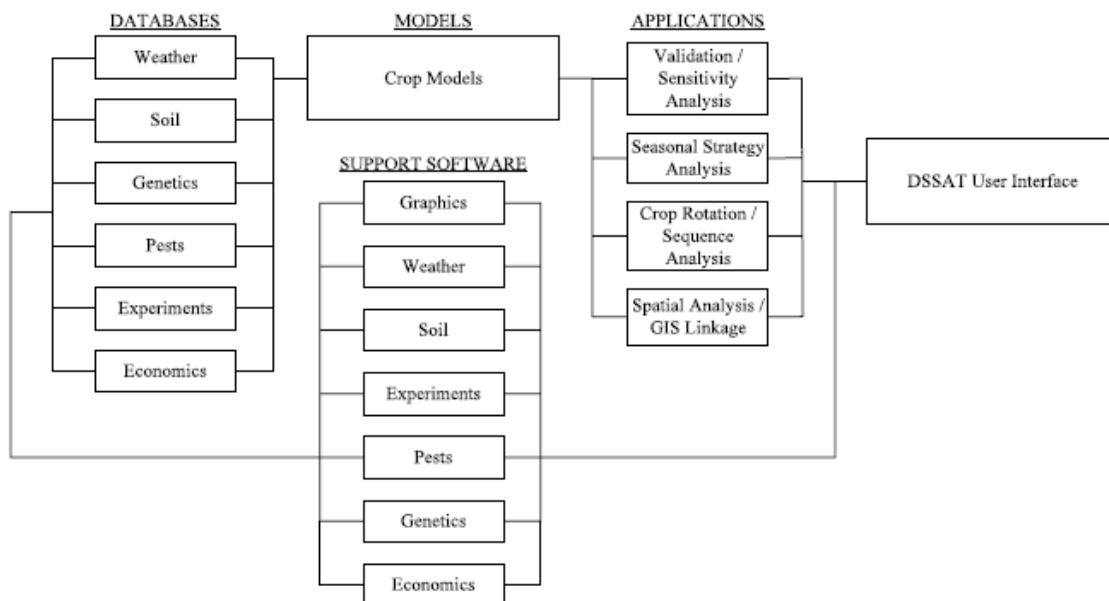 DATABASES
Weather
Soil
Genetics
Pests
Experiments
Economics
MODELS
Crop Models
SUPPORT SOFTWARE
Graphics
Weather
Soil
Experiments
Pests
Genetics
Economics
APPLICATIONS
Validation /
Sensitivity
Analysis
Seasonal Strategy
Analysis
Crop Rotation /
Sequence
Analysis
Spatial Analysis /
GIS Linkage
DSSAT User Interface